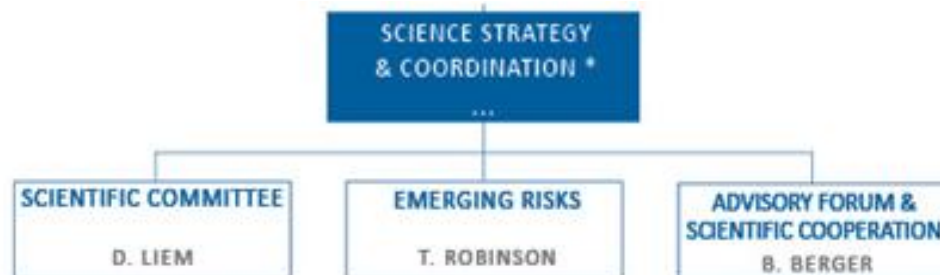 SCIENCE STRATEGY
& COORDINATION *
...
SCIENTIFIC COMMITTEE
D. LIEM
EMERGING RISKS
T. ROBINSON
ADVISORY FORUM &
SCIENTIFIC COOPERATION
B. BERGER